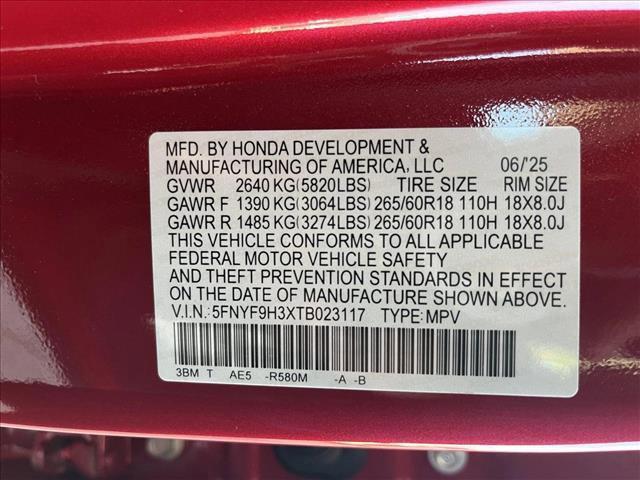 MFD. BY HONDA DEVELOPMENT &
MANUFACTURING OF AMERICA, LLC 06/'25
GVWR 2640 KG(5820LBS) TIRE SIZE RIM SIZE
GAWR F 1390 KG(3064LBS) 265/60R18 110H 18X8.0J
GAWR R 1485 KG(3274LBS) 265/60R18 110H 18X8.0J
THIS VEHICLE CONFORMS TO ALL APPLICABLE
FEDERAL MOTOR VEHICLE SAFETY
AND THEFT PREVENTION STANDARDS IN EFFECT
ON THE DATE OF MANUFACTURE SHOWN ABOVE.
V.I.N.: 5FNYF9H3XTB023117 TYPE: MPV
3BM T AE5 -R580M -A -B